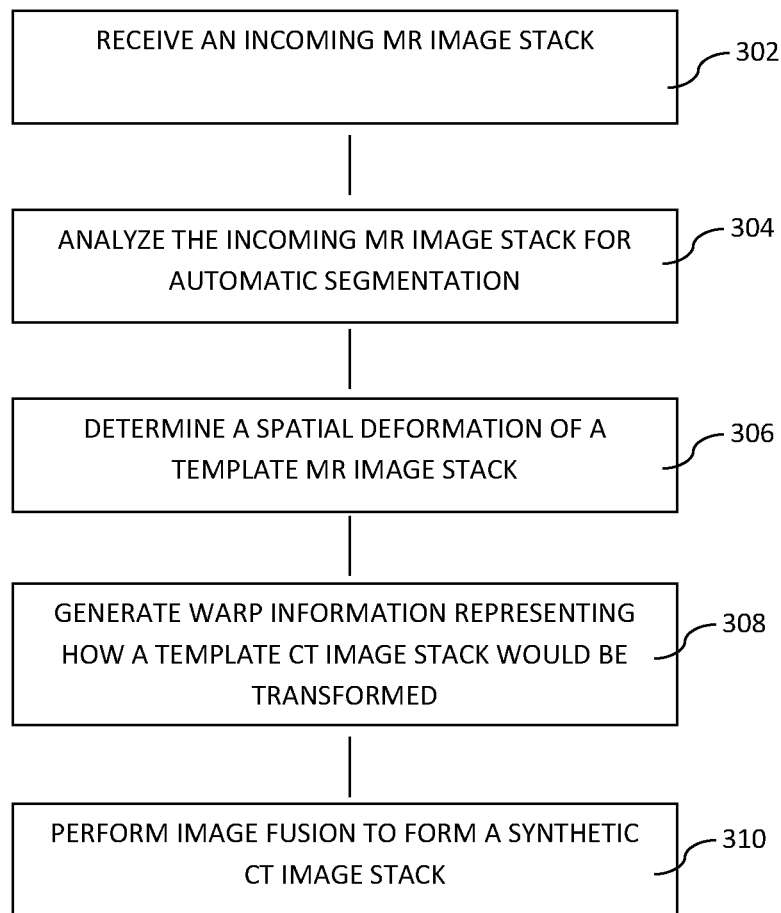 RECEIVE AN INCOMING MR IMAGE STACK
302
ANALYZE THE INCOMING MR IMAGE STACK FOR
AUTOMATIC SEGMENTATION
304
DETERMINE A SPATIAL DEFORMATION OF A
TEMPLATE MR IMAGE STACK
306
GENERATE WARP INFORMATION REPRESENTING
HOW A TEMPLATE CT IMAGE STACK WOULD BE
TRANSFORMED
308
PERFORM IMAGE FUSION TO FORM A SYNTHETIC
CT IMAGE STACK
310